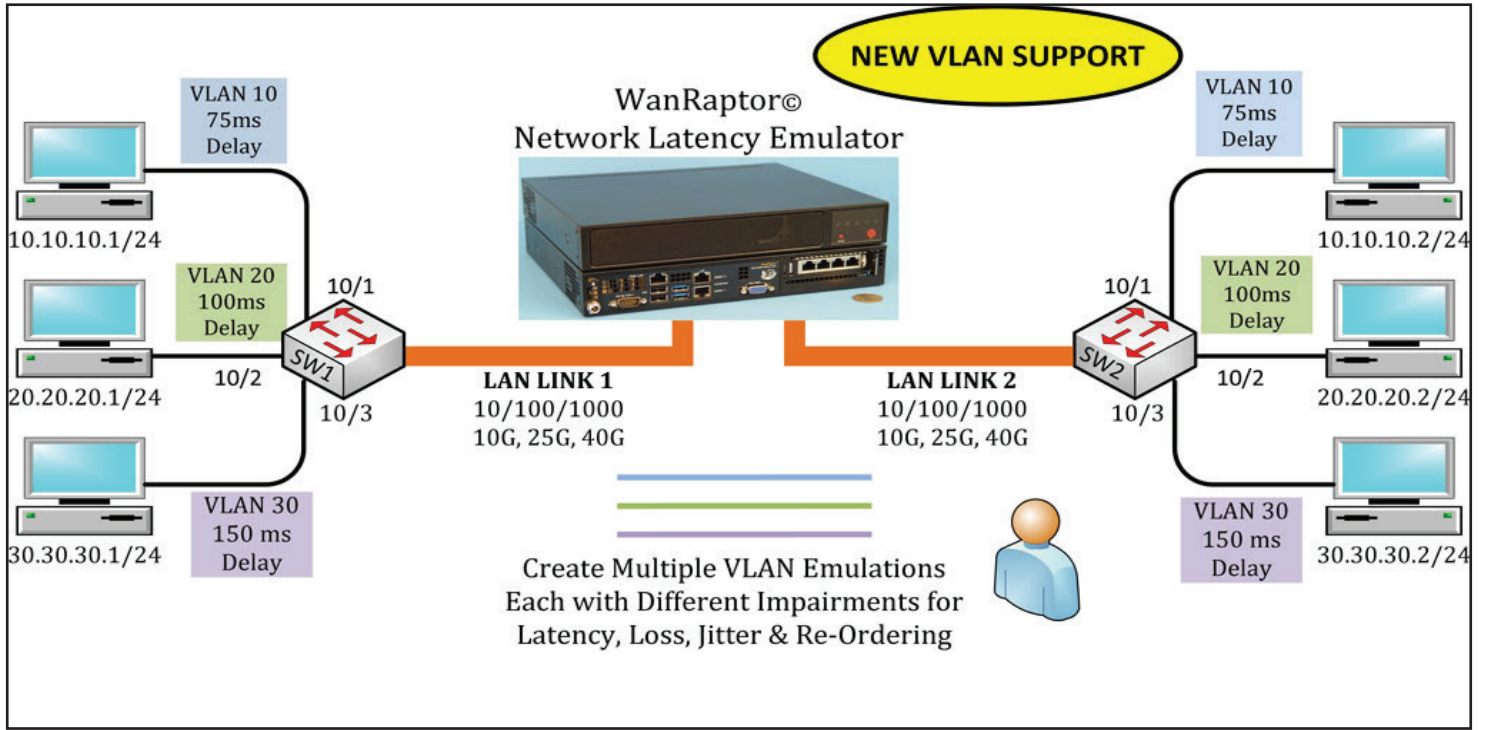 NEW VLAN SUPPORT
WanRaptor©
Network Latency Emulator
VLAN 10
75ms
Delay
10.10.10.1/24
VLAN 20
100ms
Delay
20.20.20.1/24
VLAN 30
150 ms
Delay
30.30.30.1/24
10/1
10/2
10/3
SW1
LAN LINK 1
10/100/1000
10G, 25G, 40G
LAN LINK 2
10/100/1000
10G, 25G, 40G
SW2
10/1
10/2
10/3
VLAN 10
75ms
Delay
10.10.10.2/24
VLAN 20
100ms
Delay
20.20.20.2/24
VLAN 30
150 ms
Delay
30.30.30.2/24
Create Multiple VLAN Emulations
Each with Different Impairments for
Latency, Loss, Jitter & Re-Ordering